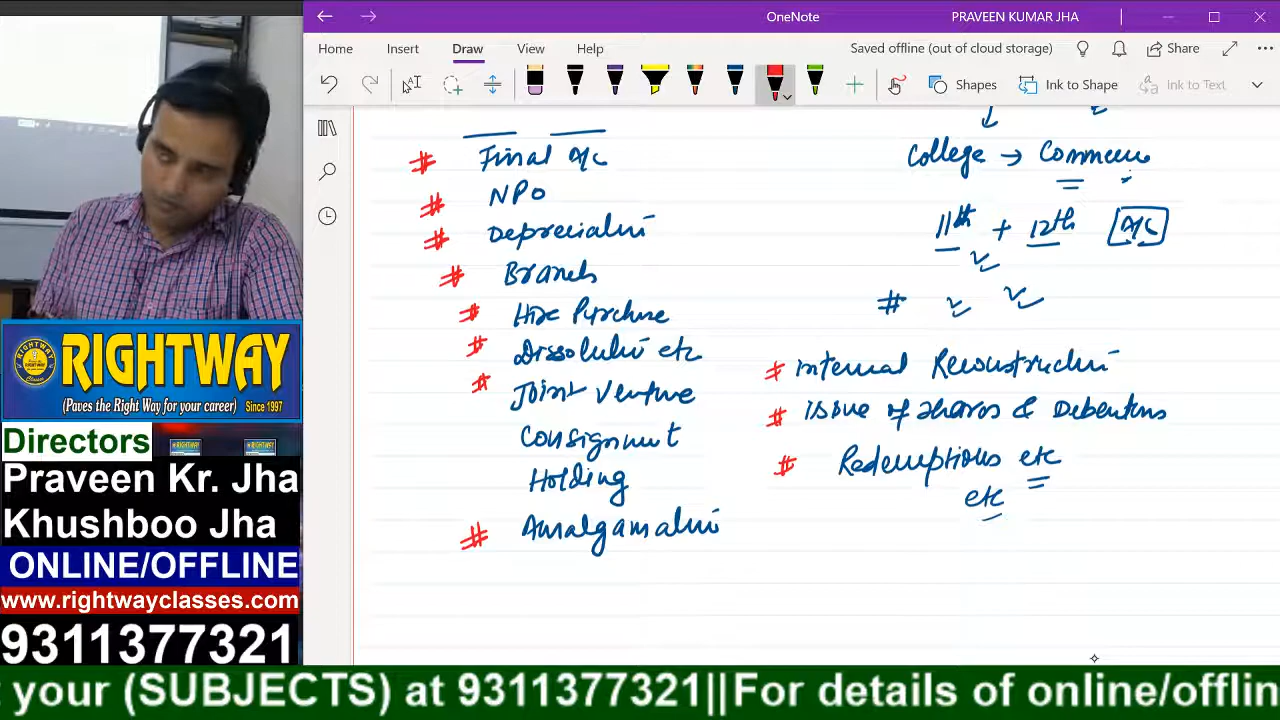 OneNote
PRAVEEN KUMAR JHA
Home Insert Draw View Help
Saved offline (out of cloud storage)
Share
Shapes
Ink to Shape
Ink to Text
# Final a/c
# NPO
# Depreciation
# Branch
# Hire Purchase
# Dissolution etc
# Joint Venture
Consignment
Holding
# Amalgamation
College → Commerce
11th + 12th a/c
#
# internal Reconstruction
# issue of shares & Debentures
# Redemptions etc
etc
RIGHTWAY
Classes
(Paves the Right Way for your career) Since 1997
Directors
Praveen Kr. Jha
Khushboo Jha
ONLINE/OFFLINE
www.rightwayclasses.com
9311377321
t your (SUBJECTS) at 9311377321||For details of online/offlin